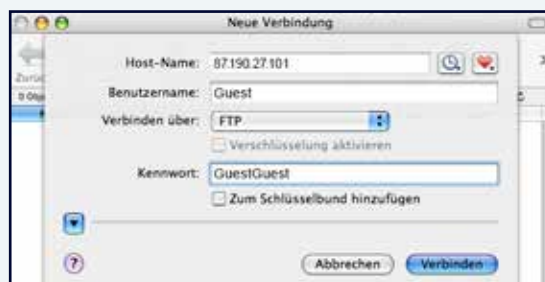 Neue Verbindung
Host-Name: 87.190.27.101
Benutzername: Guest
Verbinden über: FTP
Verschlüsselung aktivieren
Kennwort: GuestGuest
Zum Schlüsselbund hinzufügen
? Abbrechen Verbinden